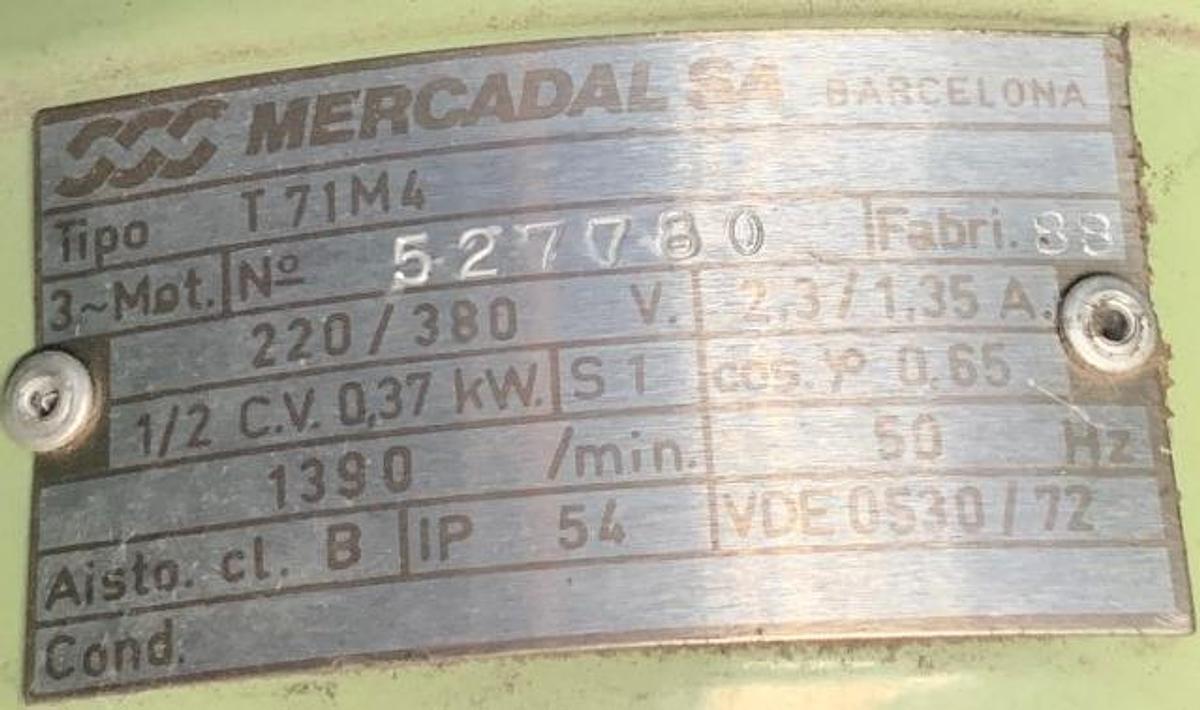 MERCADAL SA BARCELONA
Tipo T 71M4
3~Mot. Nº 527780 Fabri. 88
220/380 V. 2,3/1,35 A.
1/2 C.V. 0,37 kW. S1 cos. φ 0,65
1390 /min. 50 Hz
Aisto. cl. B IP 54 VDE 0530/72
Cond.